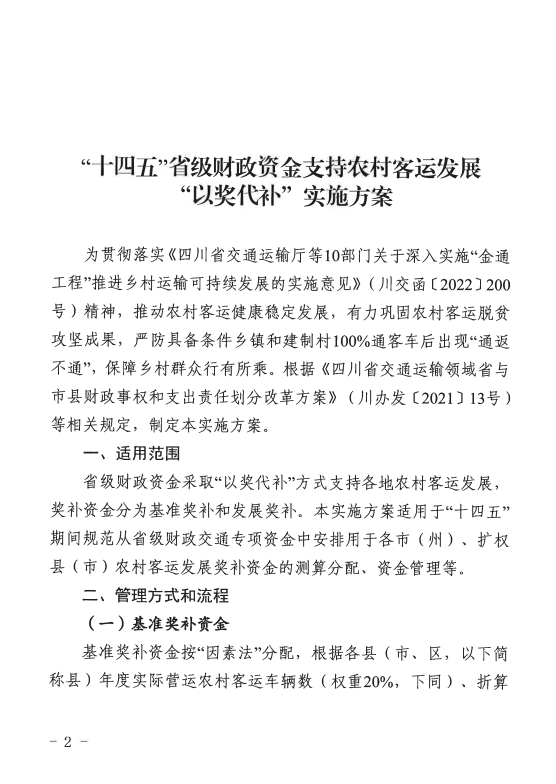 “十四五”省级财政资金支持农村客运发展
“以奖代补”实施方案
为贯彻落实《四川省交通运输厅等10部门关于深入实施“金通
工程”推进乡村运输可持续发展的实施意见》（川交函〔2022〕200
号）精神，推动农村客运健康稳定发展，有力巩固农村客运脱贫
攻坚成果，严防具备条件乡镇和建制村100%通客车后出现“通返
不通”，保障乡村群众行有所乘。根据《四川省交通运输领域省与
市县财政事权和支出责任划分改革方案》（川办发〔2021〕13号）
等相关规定，制定本实施方案。
一、适用范围
省级财政资金采取“以奖代补”方式支持各地农村客运发展，
奖补资金分为基准奖补和发展奖补。本实施方案适用于“十四五”
期间规范从省级财政交通专项资金中安排用于各市（州）、扩权
县（市）农村客运发展奖补资金的测算分配、资金管理等。
二、管理方式和流程
（一）基准奖补资金
基准奖补资金按“因素法”分配，根据各县（市、区，以下简
称县）年度实际营运农村客运车辆数（权重20%，下同）、折算
- 2 -